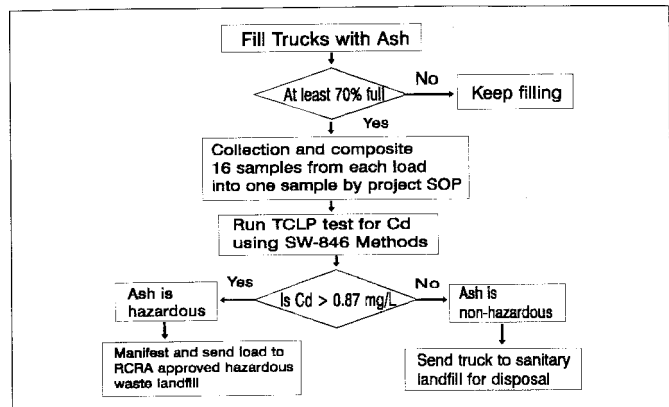 Fill Trucks with Ash
At least 70% full
No
Keep filling
Yes
Collection and composite
16 samples from each load
into one sample by project SOP
Run TCLP test for Cd
using SW-846 Methods
Yes
Is Cd > 0.87 mg/L
No
Ash is
hazardous
Ash is
non-hazardous
Manifest and send load to
RCRA approved hazardous
waste landfill
Send truck to sanitary
landfill for disposal